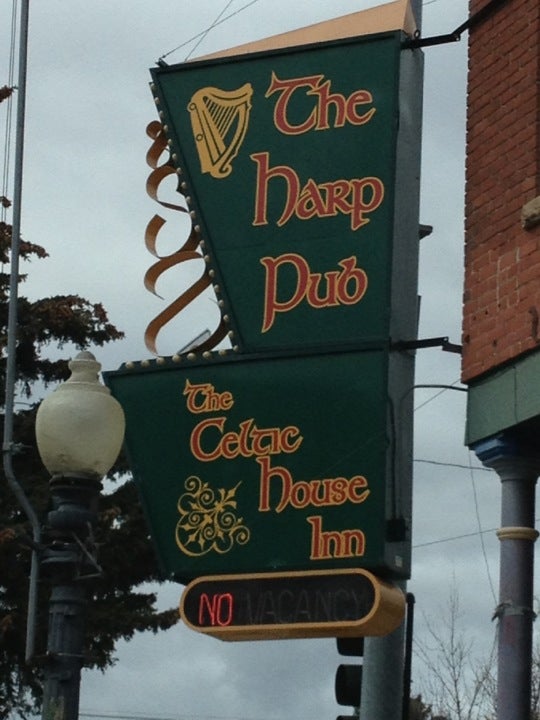 The
Harp
Pub
The
Celtic
House
Inn
NO VACANCY